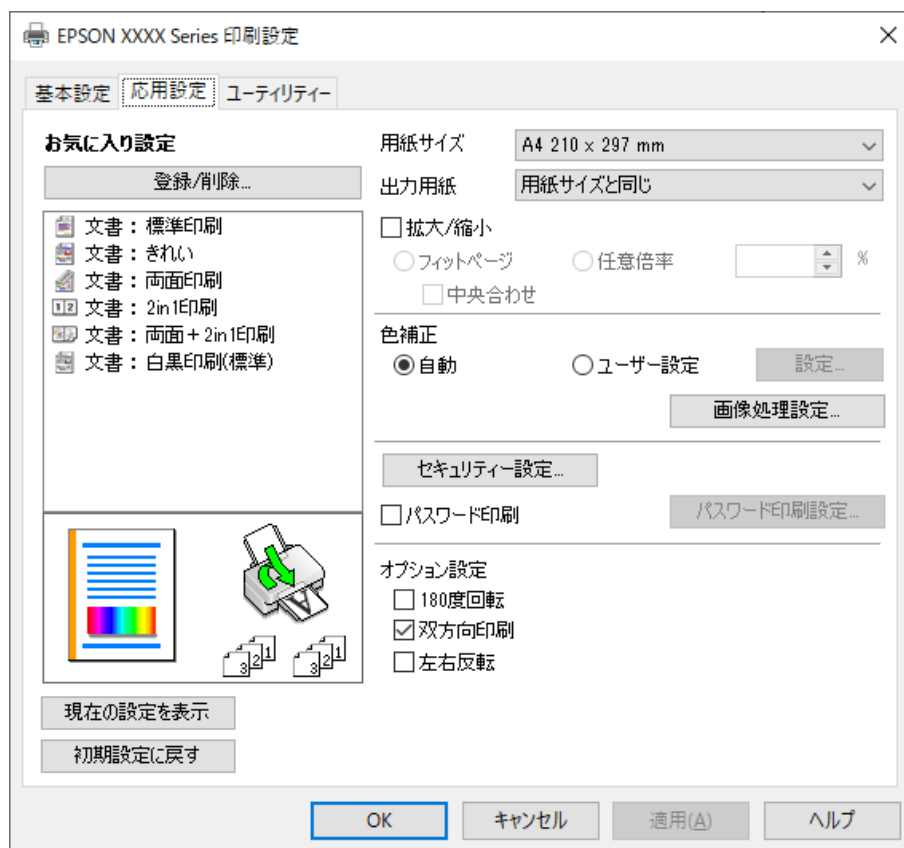 EPSON XXXX Series 印刷設定
基本設定
応用設定
ユーティリティー
お気に入り設定
登録/削除...
文書：標準印刷
文書：きれい
文書：両面印刷
文書：2in1印刷
文書：両面＋2in1印刷
文書：白黒印刷(標準)
現在の設定を表示
初期設定に戻す
用紙サイズ
A4 210 x 297 mm
出力用紙
用紙サイズと同じ
拡大/縮小
フィットページ
任意倍率
%
中央合わせ
色補正
自動
ユーザー設定
設定...
画像処理設定...
セキュリティー設定...
パスワード印刷
パスワード印刷設定...
オプション設定
180度回転
双方向印刷
左右反転
OK
キャンセル
適用(A)
ヘルプ